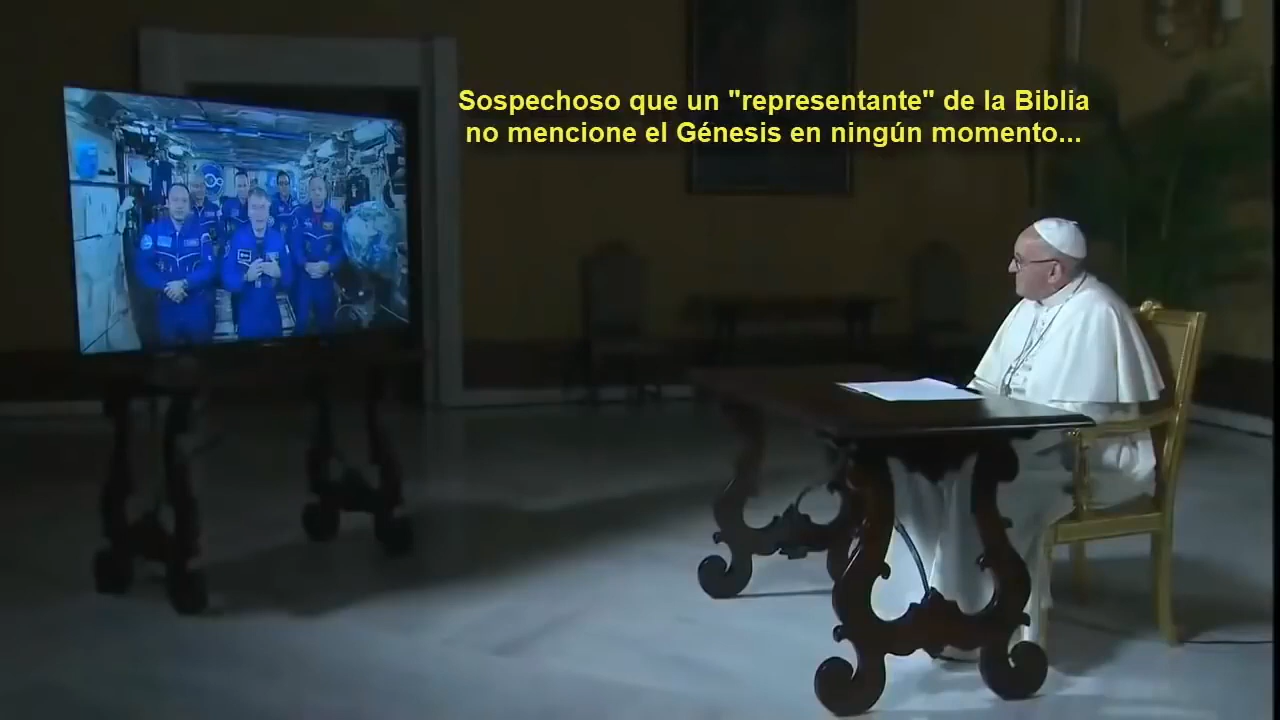 Sospechoso que un "representante" de la Biblia
no mencione el Génesis en ningún momento...